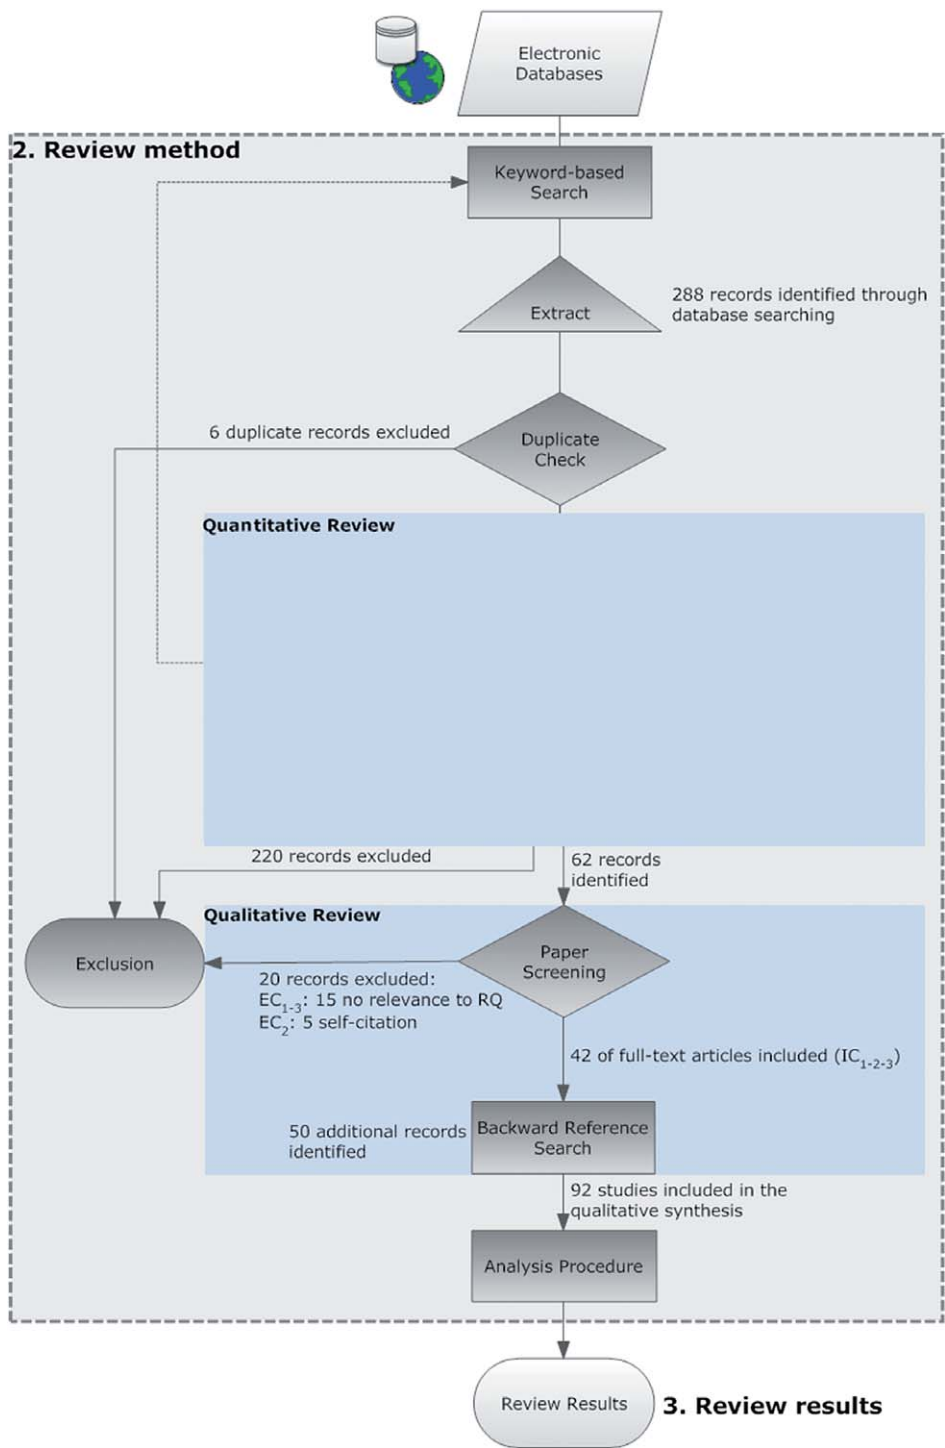 Electronic
Databases
2. Review method
Keyword-based
Search
Extract
288 records identified through
database searching
6 duplicate records excluded
Duplicate
Check
Quantitative Review
220 records excluded
62 records
identified
Qualitative Review
Exclusion
Paper
Screening
20 records excluded:
EC1-3: 15 no relevance to RQ
EC2: 5 self-citation
42 of full-text articles included (IC1-2-3)
50 additional records
identified
Backward Reference
Search
92 studies included in the
qualitative synthesis
Analysis Procedure
Review Results
3. Review results